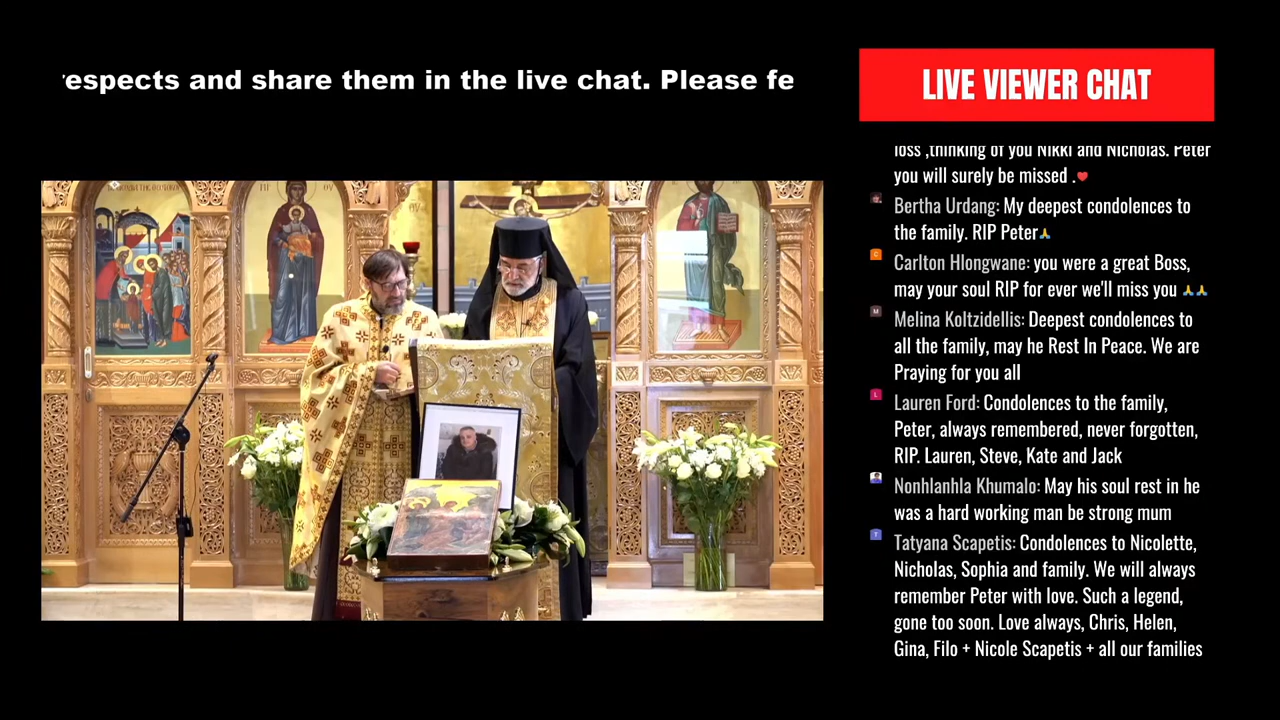 respects and share them in the live chat. Please fe
LIVE VIEWER CHAT
loss ,thinking of you Nikki and Nicholas. Peter
you will surely be missed .❤️
Bertha Urdang: My deepest condolences to
the family. RIP Peter🙏
Carlton Hlongwane: you were a great Boss,
may your soul RIP for ever we'll miss you 🙏🙏
Melina Koltzidellis: Deepest condolences to
all the family, may he Rest In Peace. We are
Praying for you all
Lauren Ford: Condolences to the family,
Peter, always remembered, never forgotten,
RIP. Lauren, Steve, Kate and Jack
Nonhlanhla Khumalo: May his soul rest in he
was a hard working man be strong mum
Tatyana Scapetis: Condolences to Nicolette,
Nicholas, Sophia and family. We will always
remember Peter with love. Such a legend,
gone too soon. Love always, Chris, Helen,
Gina, Filo + Nicole Scapetis + all our families